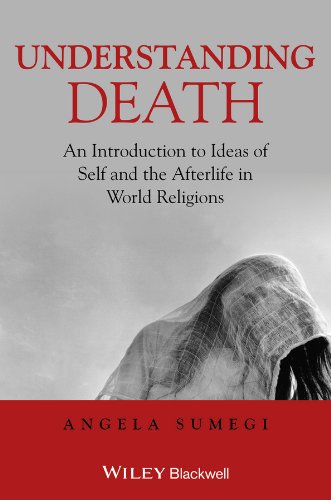 UNDERSTANDING
DEATH
An Introduction to Ideas of
Self and the Afterlife in
World Religions
ANGELA SUMEGI
WILEY Blackwell